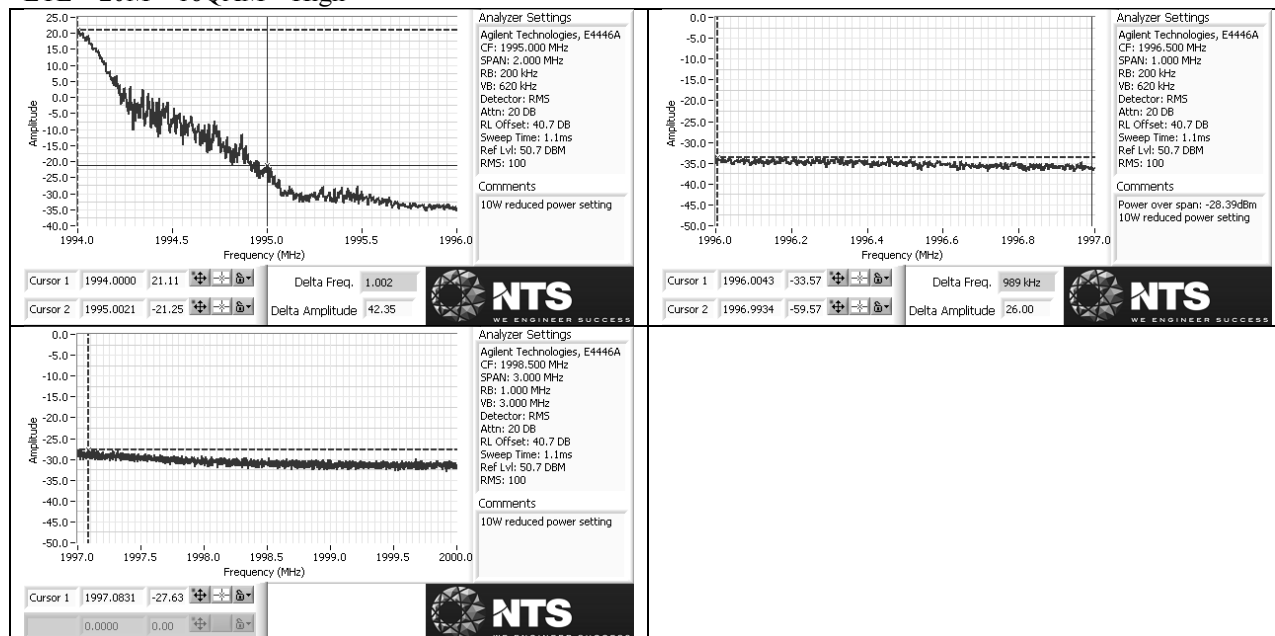 25.0
20.0
15.0
10.0
5.0
0.0
-5.0
-10.0
-15.0
-20.0
-25.0
-30.0
-35.0
-40.0
Amplitude
1994.0 1994.5 1995.0 1995.5 1996.0
Frequency (MHz)
Analyzer Settings
Agilent Technologies, E4446A
CF: 1995.000 MHz
SPAN: 2.000 MHz
RB: 200 kHz
VB: 620 kHz
Detector: RMS
Attn: 20 DB
RL Offset: 40.7 DB
Sweep Time: 1.1ms
Ref Lvl: 50.7 DBM
RMS: 100
Comments
10W reduced power setting
Cursor 1 1994.0000 21.11
Cursor 2 1995.0021 -21.25
Delta Freq. 1.002
Delta Amplitude 42.35
NTS
WE ENGINEER SUCCESS
0.0
-5.0
-10.0
-15.0
-20.0
-25.0
-30.0
-35.0
-40.0
-45.0
-50.0
Amplitude
1996.0 1996.2 1996.4 1996.6 1996.8 1997.0
Frequency (MHz)
Analyzer Settings
Agilent Technologies, E4446A
CF: 1996.500 MHz
SPAN: 1.000 MHz
RB: 200 kHz
VB: 620 kHz
Detector: RMS
Attn: 20 DB
RL Offset: 40.7 DB
Sweep Time: 1.1ms
Ref Lvl: 50.7 DBM
RMS: 100
Comments
Power over span: -28.39dBm
10W reduced power setting
Cursor 1 1996.0043 -33.57
Cursor 2 1996.9934 -59.57
Delta Freq. 989 kHz
Delta Amplitude 26.00
NTS
WE ENGINEER SUCCESS
0.0
-5.0
-10.0
-15.0
-20.0
-25.0
-30.0
-35.0
-40.0
-45.0
-50.0
Amplitude
1997.0 1997.5 1998.0 1998.5 1999.0 1999.5 2000.0
Frequency (MHz)
Analyzer Settings
Agilent Technologies, E4446A
CF: 1998.500 MHz
SPAN: 3.000 MHz
RB: 1.000 MHz
VB: 3.000 MHz
Detector: RMS
Attn: 20 DB
RL Offset: 40.7 DB
Sweep Time: 1.1ms
Ref Lvl: 50.7 DBM
RMS: 100
Comments
10W reduced power setting
Cursor 1 1997.0831 -27.63
0.0000 0.00
NTS